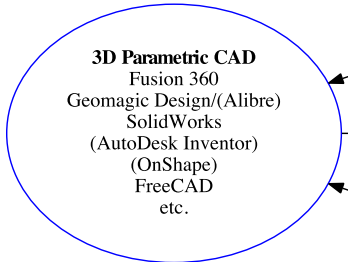 3D Parametric CAD
Fusion 360
Geomagic Design/(Alibre)
SolidWorks
(AutoDesk Inventor)
(OnShape)
FreeCAD
etc.